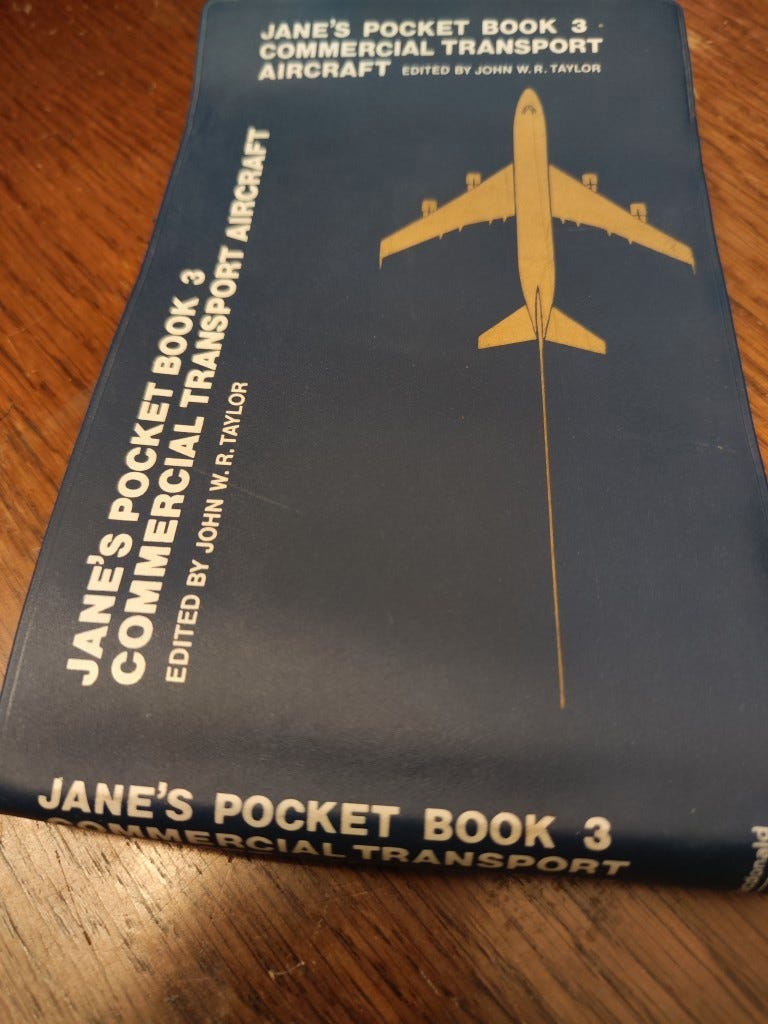 JANE'S POCKET BOOK 3
COMMERCIAL TRANSPORT
AIRCRAFT EDITED BY JOHN W. R. TAYLOR
JANE'S POCKET BOOK 3
COMMERCIAL TRANSPORT AIRCRAFT
EDITED BY JOHN W. R. TAYLOR
JANE'S POCKET BOOK 3
COMMERCIAL TRANSPORT